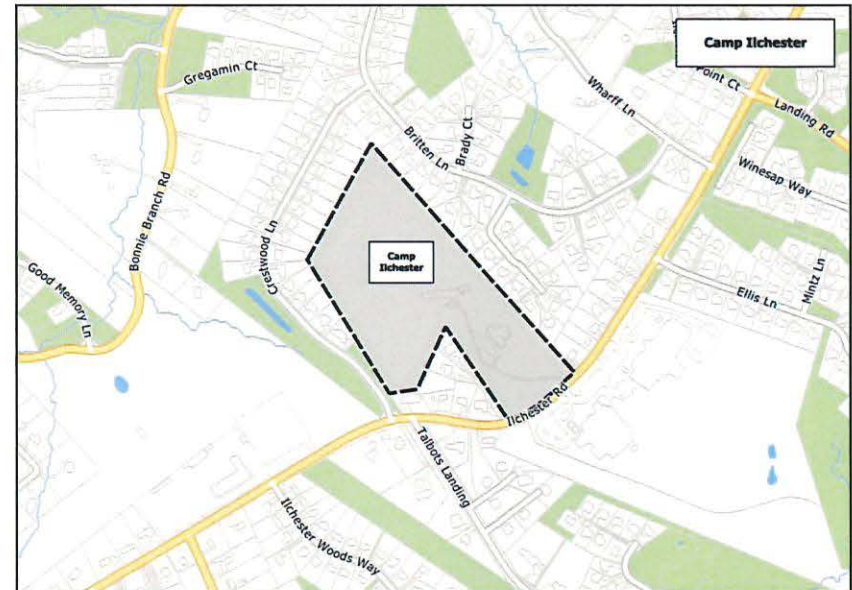 Camp Ilchester
Point Ct
Landing Rd
Gregamin Ct
Wharff Ln
Brady Ct
Britten Ln
Winesap Way
Bonnie Branch Rd
Crestwood Ln
Camp
Ilchester
Mintz Ln
Ellis Ln
Good Memory Ln
Ilchester Rd
Talbots Landing
Ilchester Woods Way